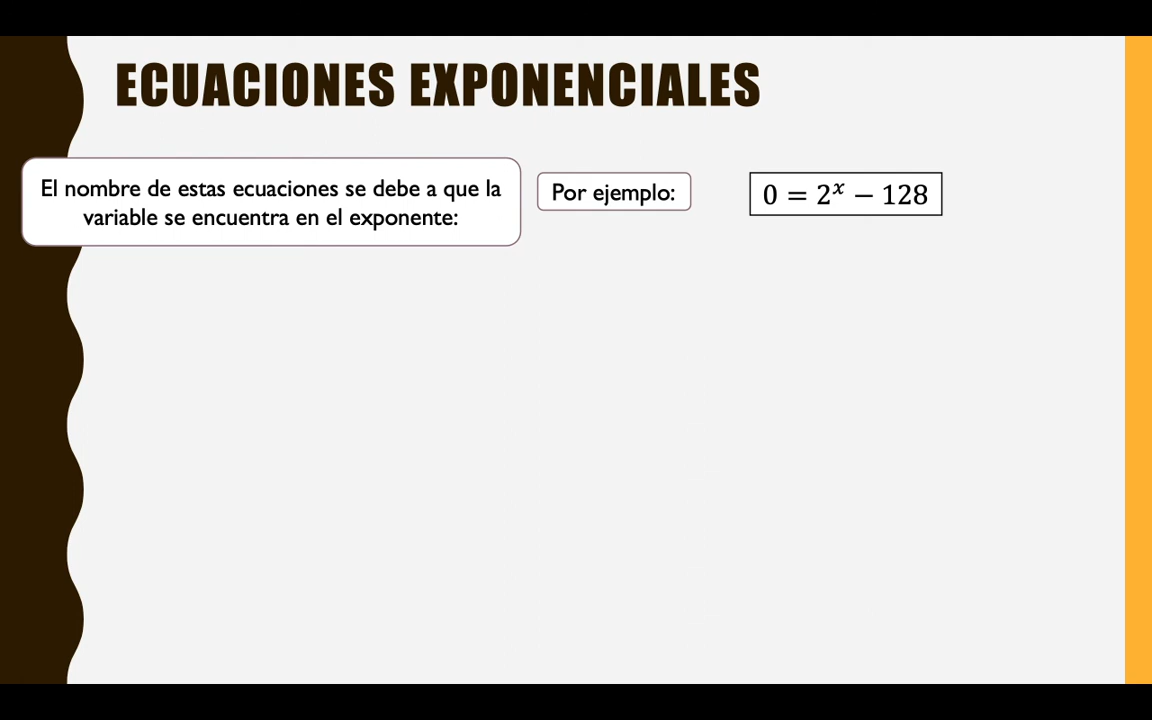 ECUACIONES EXPONENCIALES
El nombre de estas ecuaciones se debe a que la
variable se encuentra en el exponente:
Por ejemplo:
0 = 2ˣ − 128